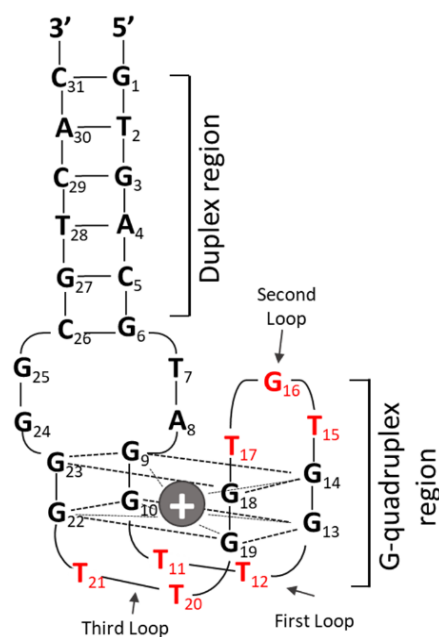 3’ 5’
C31 G1
A30 T2
C29 G3
T28 A4
G27 C5
C26 G6
Duplex region
Second
Loop
G25 T7
G16
G24 A8
T17 T15
G23 G9
G18 G14
G22 G10 + G13
G19
T11 T12
T21 T20
Third Loop
First Loop
G-quadruplex
region